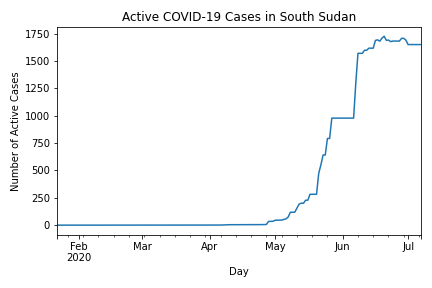 Active COVID-19 Cases in South Sudan
1750
1500
1250
1000
750
500
250
0
Number of Active Cases
Feb
2020
Mar
Apr
May
Jun
Jul
Day